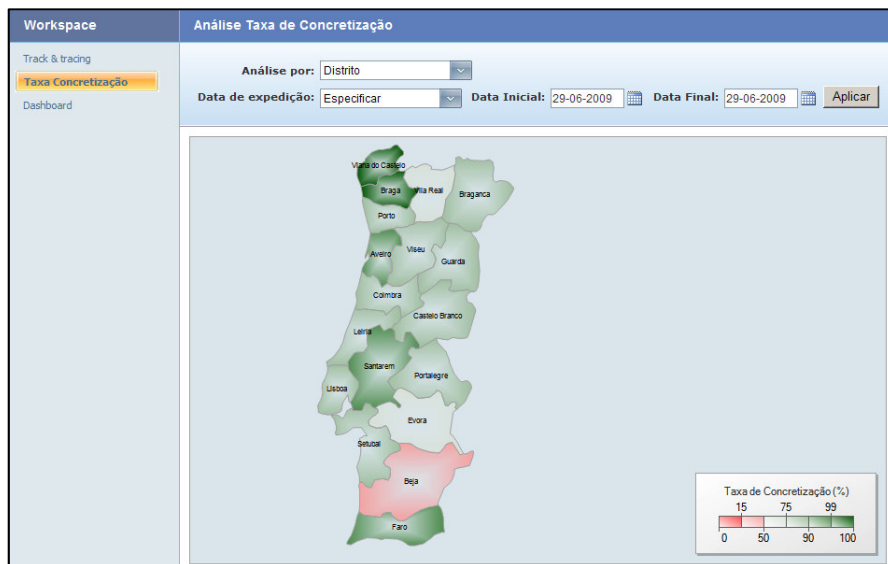 Workspace
Análise Taxa de Concretização
Track & tracing
Taxa Concretização
Dashboard
Análise por: Distrito
Data de expedição: Especificar Data Inicial: 29-06-2009 Data Final: 29-06-2009 Aplicar
Viana do Castelo
Braga
Vila Real
Braganca
Porto
Aveiro
Viseu
Guarda
Coimbra
Castelo Branco
Leiria
Santarem
Portalegre
Lisboa
Evora
Setubal
Beja
Faro
Taxa de Concretização (%)
15 75 99
0 50 90 100